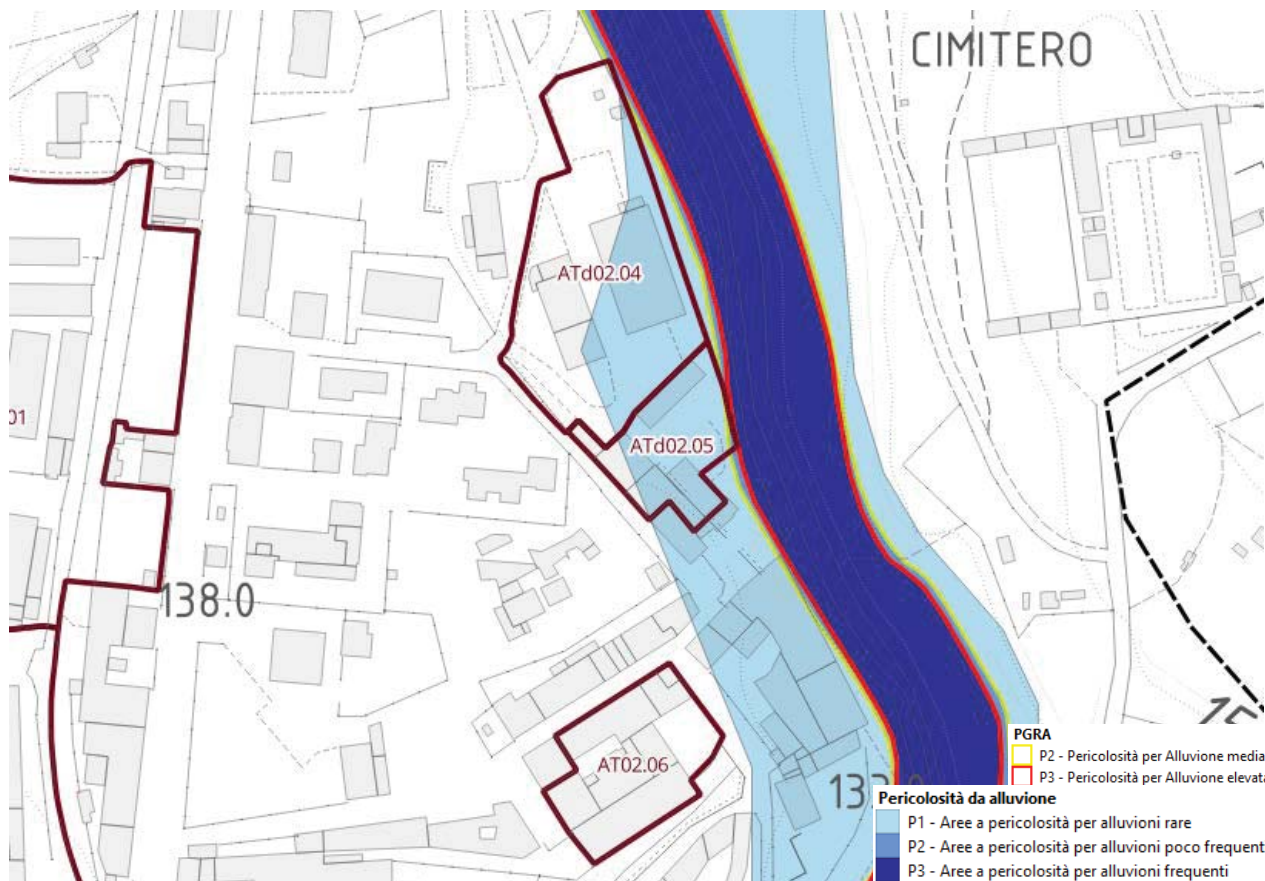 CIMITERO
ATd02.04
01
ATd02.05
138.0
AT02.06
PGRA
P2 - Pericolosità per Alluvione media
P3 - Pericolosità per Alluvione elevata
Pericolosità da alluvione
P1 - Aree a pericolosità per alluvioni rare
P2 - Aree a pericolosità per alluvioni poco frequent
P3 - Aree a pericolosità per alluvioni frequenti